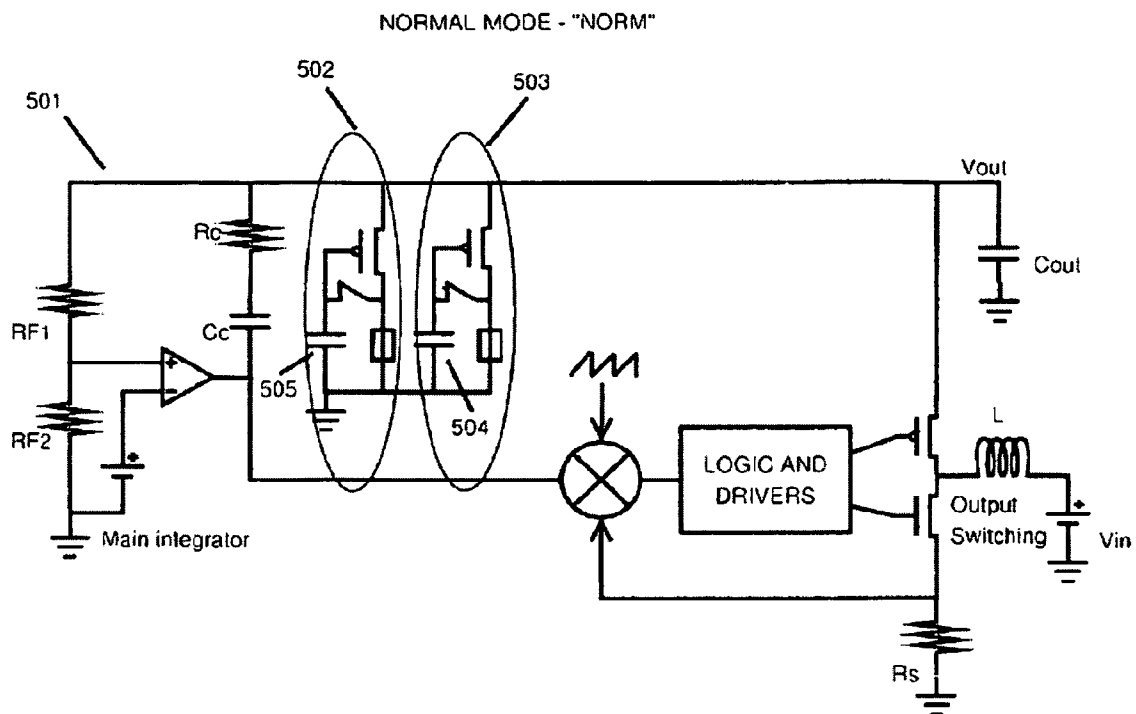 NORMAL MODE - "NORM"
502
503
501
Vout
Rc
Cout
RF1
Cc
505
504
L
RF2
LOGIC AND
DRIVERS
Output
Switching
Vin
Main integrator
Rs